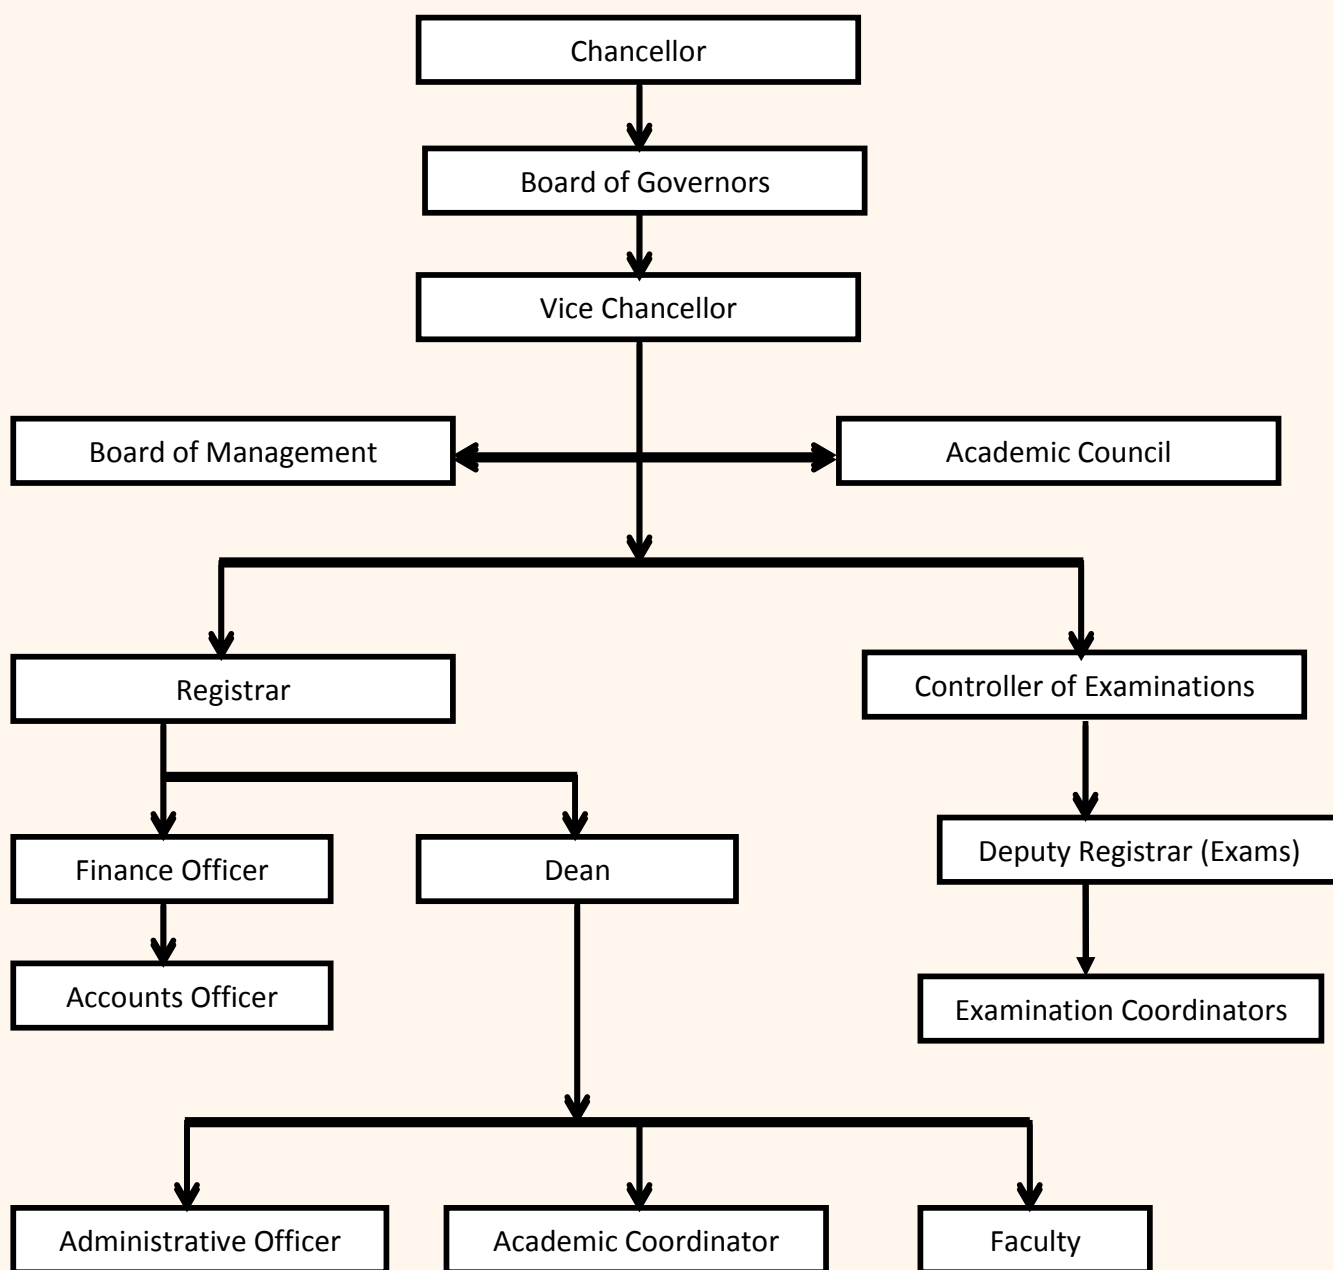 Chancellor
Board of Governors
Vice Chancellor
Board of Management
Academic Council
Registrar
Controller of Examinations
Finance Officer
Dean
Deputy Registrar (Exams)
Accounts Officer
Examination Coordinators
Administrative Officer
Academic Coordinator
Faculty